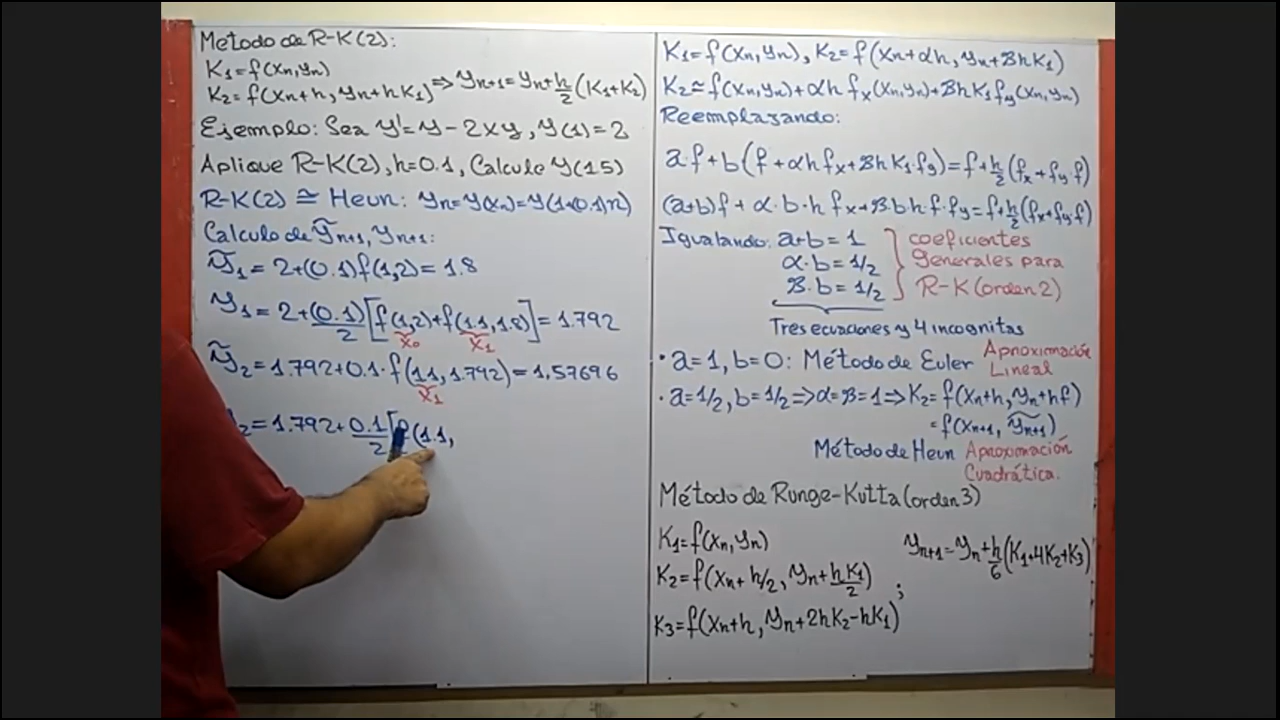 Método de R-K(2):
K₁=f(xn,yn)
K₂=f(xn+h, yn+hK₁) ⟹ yn+1=yn+h/2(K₁+K₂)
Ejemplo: Sea y'=y-2xy, y(1)=2
Aplique R-K(2), h=0.1, Calcule y(1.5)
R-K(2) ≅ Heun: yn=y(xn)=y(1+(0.1)n)
Calculo de ỹn+1, yn+1:
ỹ₁=2+(0.1)f(1,2)=1.8
y₁=2+(0.1)/2[f(1,2)+f(1.1,1.8)]=1.792
x₀ x₁
ỹ₂=1.792+0.1·f(1.1,1.792)=1,57696
x₁
2=1.792+0.1/2[f(1.1,
K₁=f(xn,yn), K₂=f(xn+αh, yn+βhK₁)
K₂≃f(xn,yn)+αh fx(xn,yn)+βhK₁fy(xn,yn)
Reemplazando:
a·f+b(f+αhfx+βhK₁·fy)=f+h/2(fx+fy·f)
(a+b)f+α·b·h fx+β·b·h f·fy=f+h/2(fx+fy·f)
Igualando: a+b=1
α·b=1/2
β·b=1/2
coeficientes
generales para
R-K(orden 2)
Tres ecuaciones y 4 incognitas
• a=1, b=0: Método de Euler Aproximación
Lineal
• a=1/2, b=1/2 ⟹ α=β=1 ⟹ K₂=f(xn+h, yn+hf)
=f(xn+1, ỹn+1)
Método de Heun Aproximación
Cuadrática.
Método de Runge-Kutta(orden 3)
K₁=f(xn,yn)
K₂=f(xn+h/2, yn+hK₁/2) ;
K₃=f(xn+h, yn+2hK₂-hK₁)
yn+1=yn+h/6(K₁+4K₂+K₃)